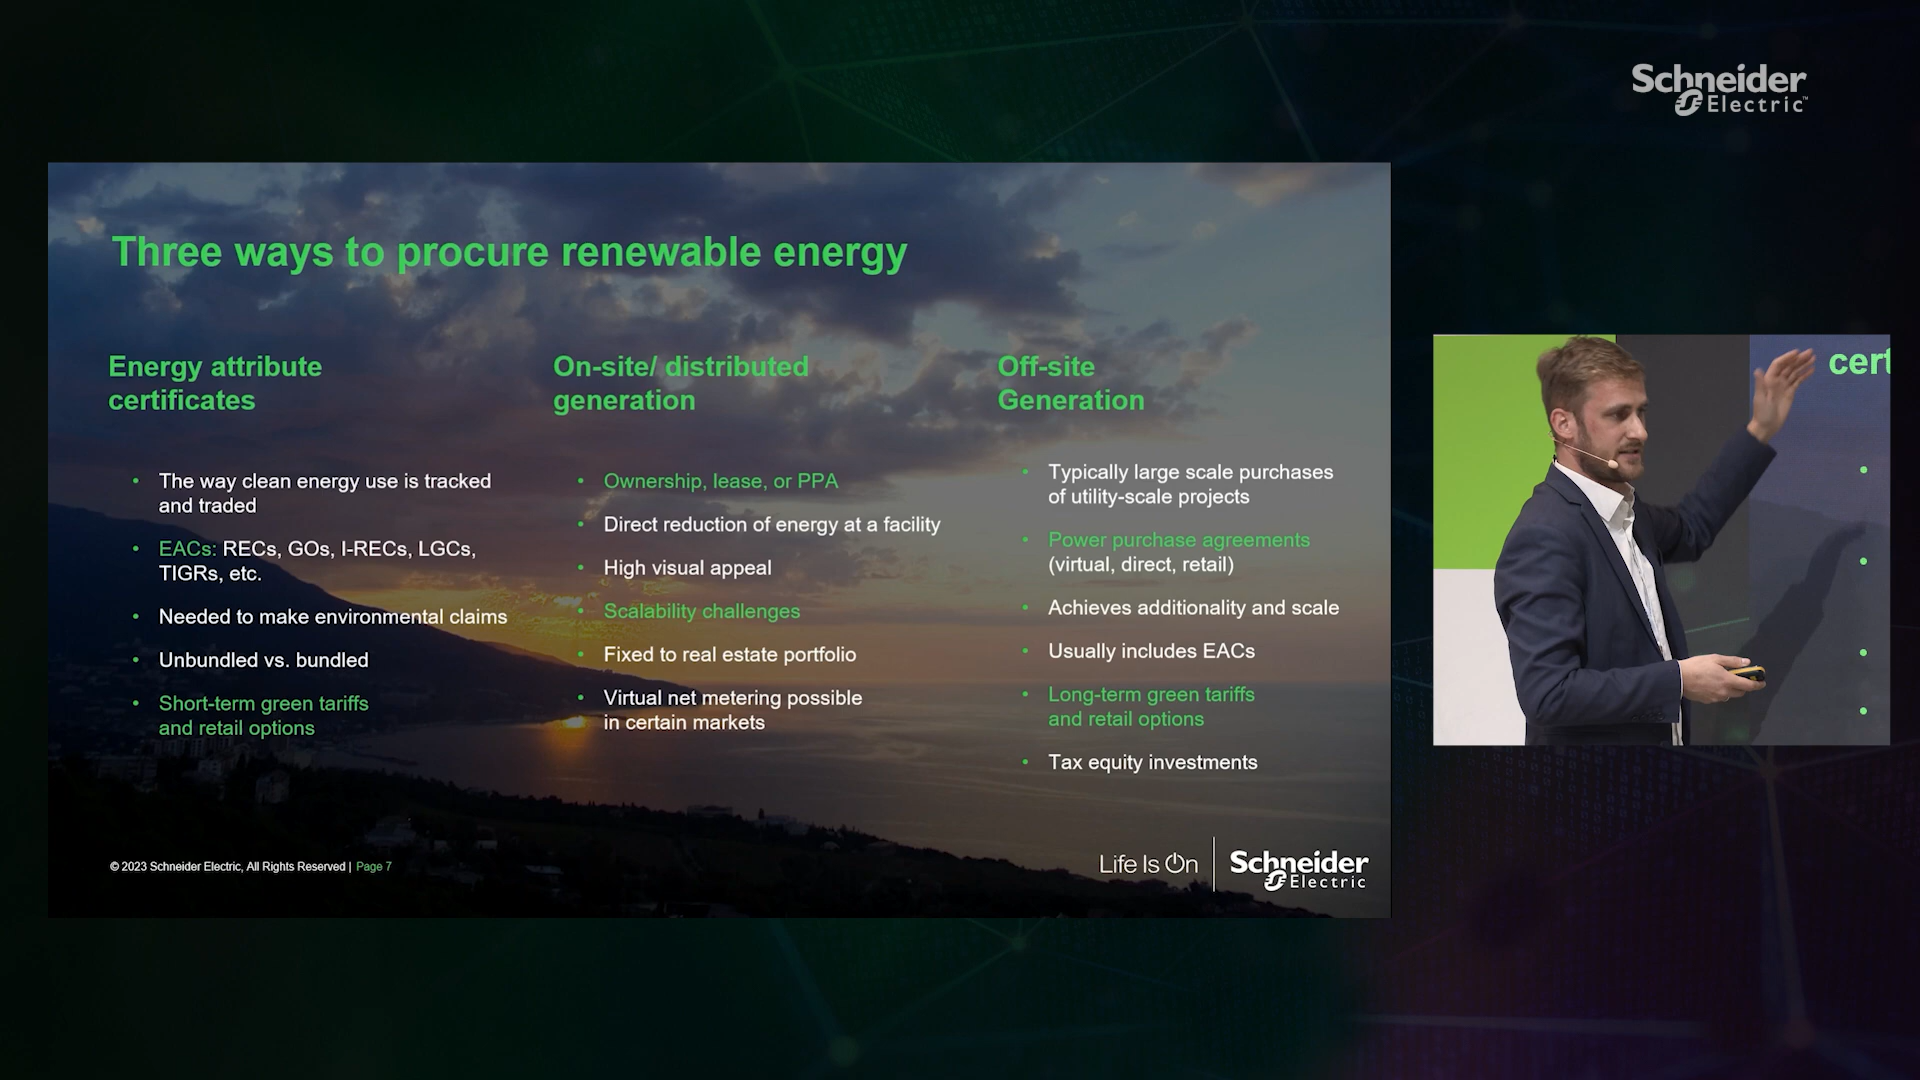 Schneider
Electric™
Three ways to procure renewable energy
Energy attribute
certificates
• The way clean energy use is tracked
and traded
• EACs: RECs, GOs, I-RECs, LGCs,
TIGRs, etc.
• Needed to make environmental claims
• Unbundled vs. bundled
• Short-term green tariffs
and retail options
On-site/ distributed
generation
• Ownership, lease, or PPA
• Direct reduction of energy at a facility
• High visual appeal
• Scalability challenges
• Fixed to real estate portfolio
• Virtual net metering possible
in certain markets
Off-site
Generation
• Typically large scale purchases
of utility-scale projects
• Power purchase agreements
(virtual, direct, retail)
• Achieves additionality and scale
• Usually includes EACs
• Long-term green tariffs
and retail options
• Tax equity investments
© 2023 Schneider Electric, All Rights Reserved | Page 7
Life Is On
Schneider
Electric
cert